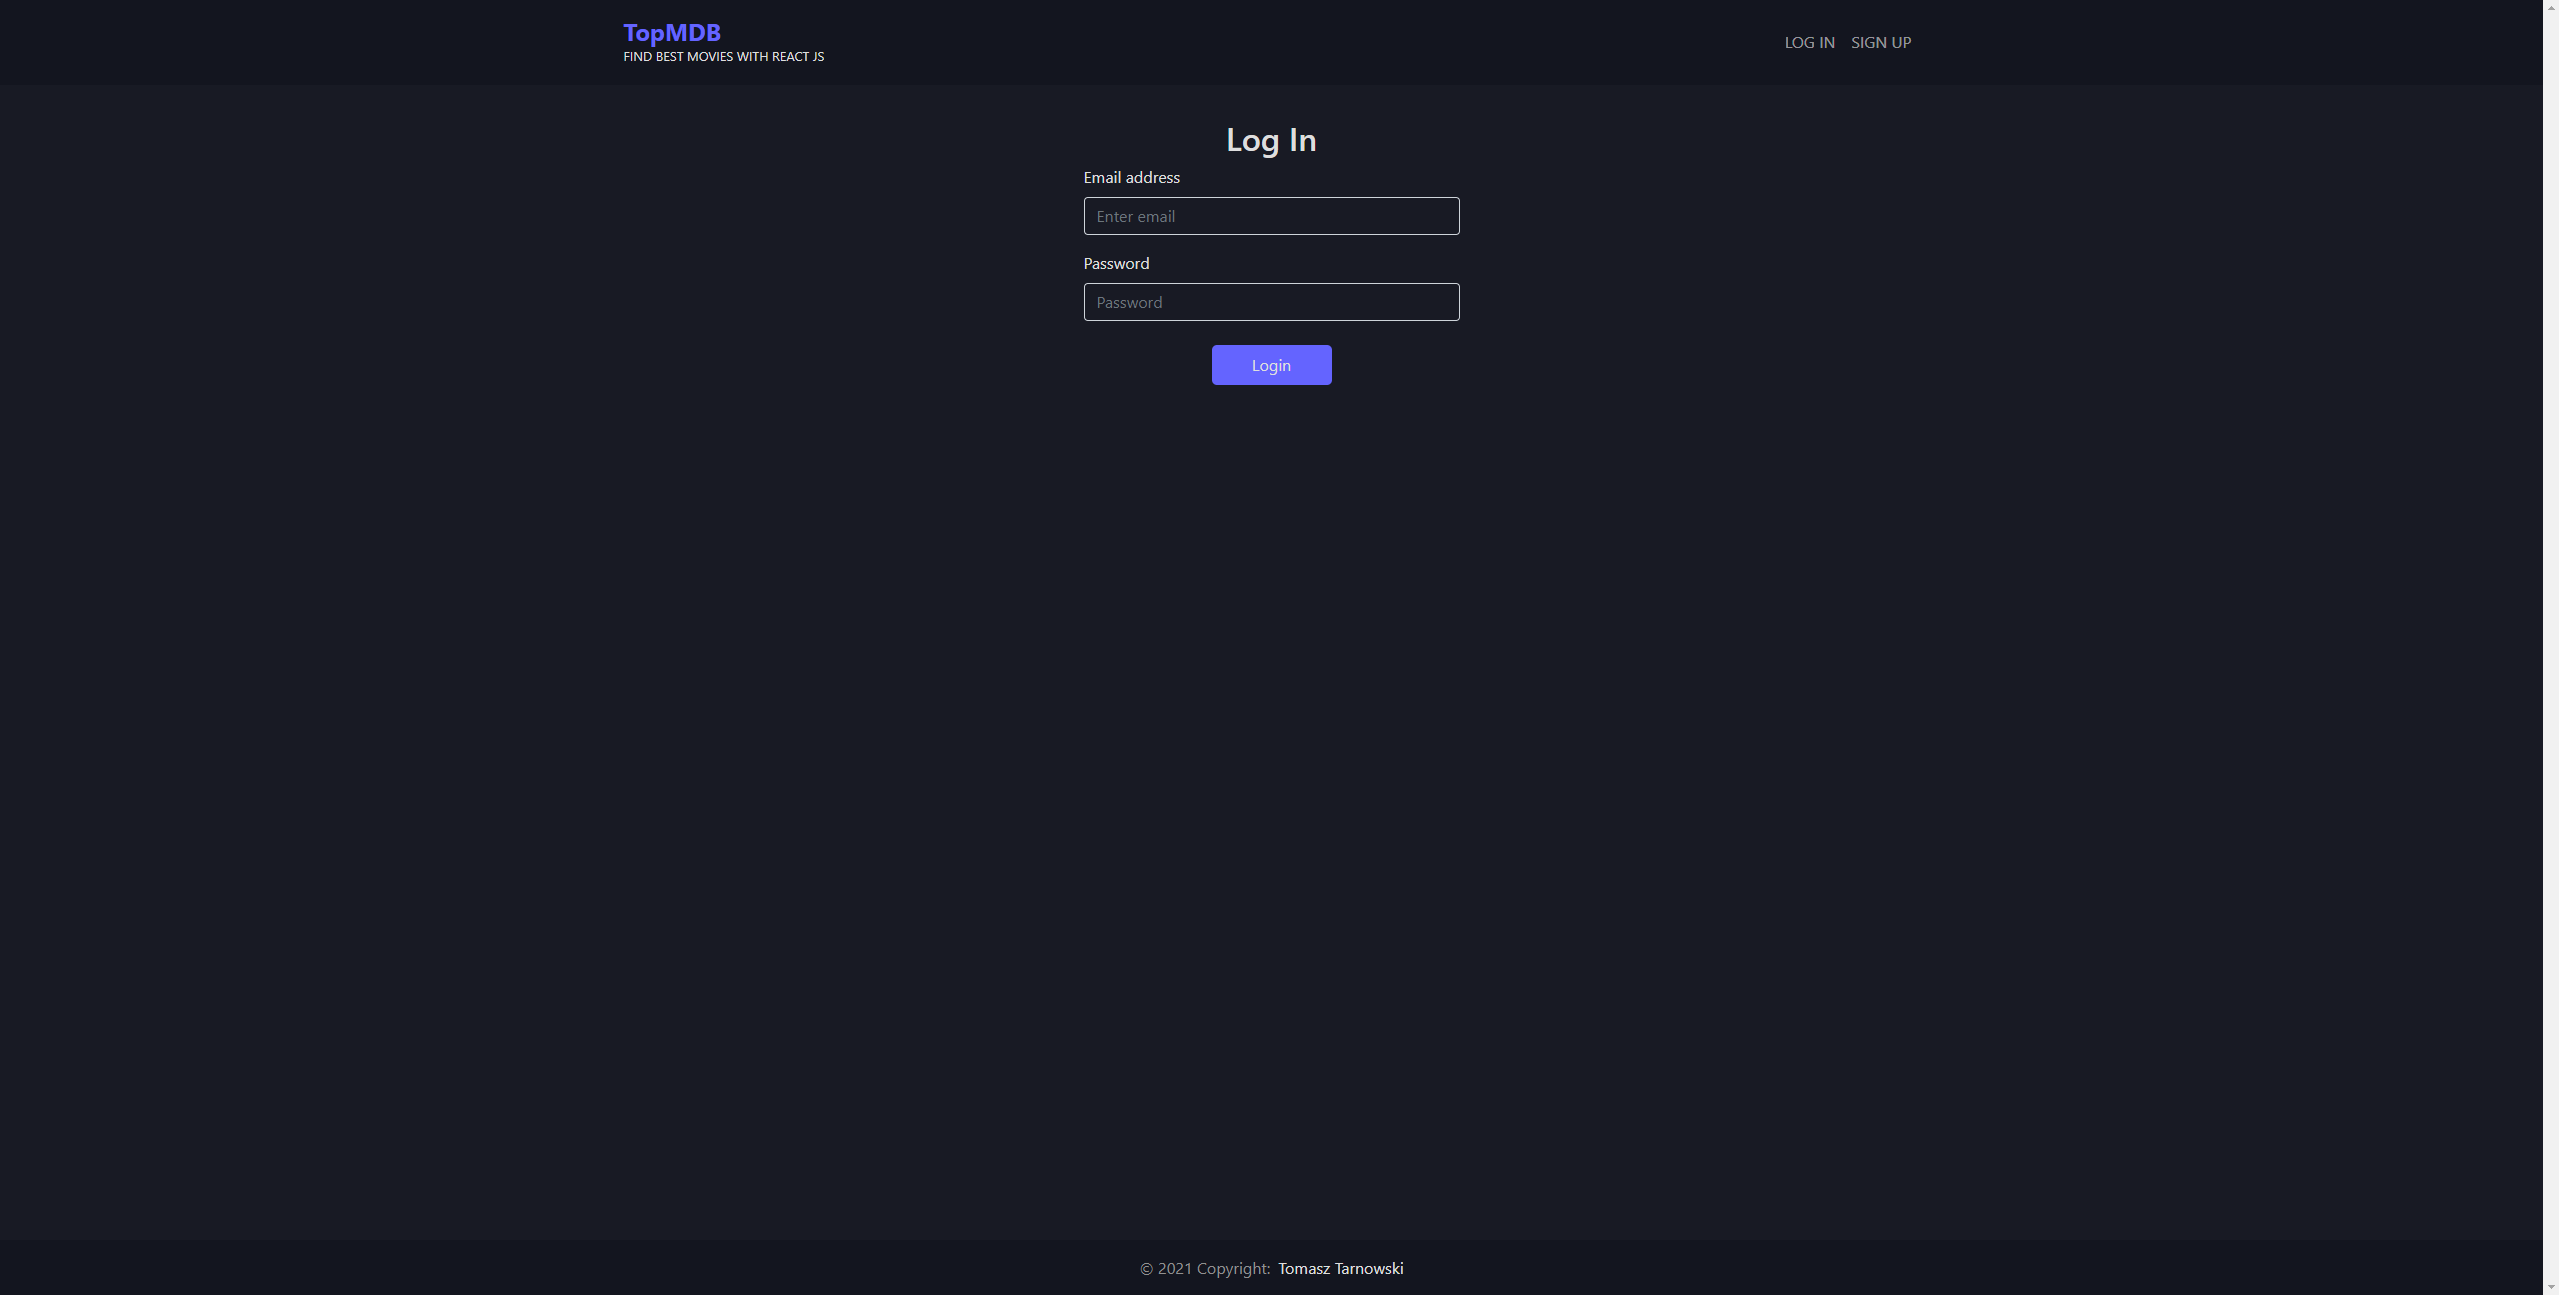 TopMDB
FIND BEST MOVIES WITH REACT JS
LOG IN SIGN UP
Log In
Email address
Enter email
Password
Password
Login
© 2021 Copyright: Tomasz Tarnowski